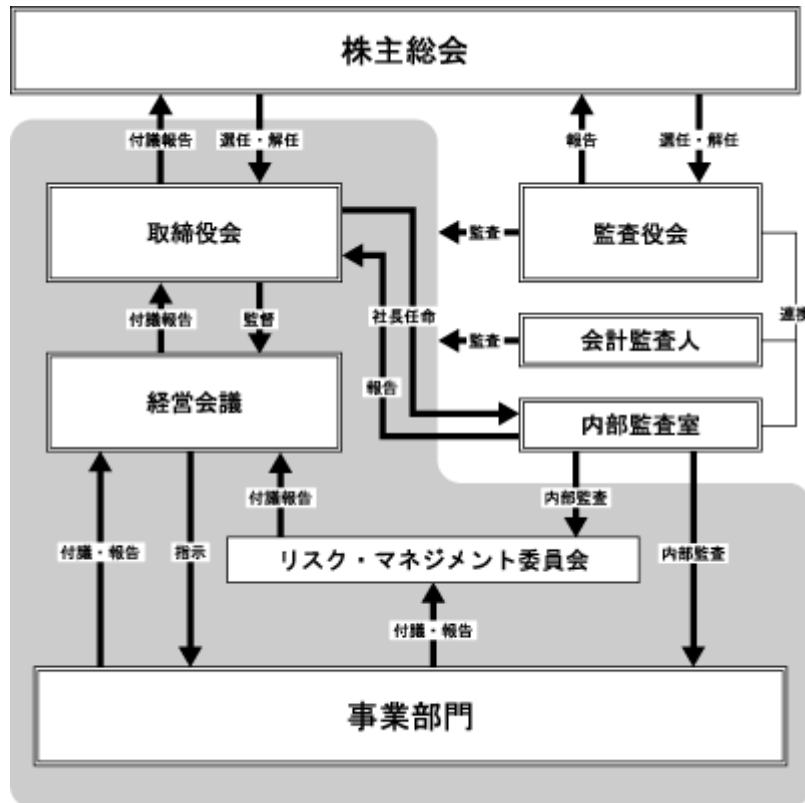 株主総会
付議報告
選任・解任
報告
選任・解任
取締役会
監査
監査役会
付議報告
監督
社長任命
連携
監査
会計監査人
経営会議
報告
内部監査室
付議報告
内部監査
付議・報告
指示
リスク・マネジメント委員会
内部監査
付議・報告
事業部門